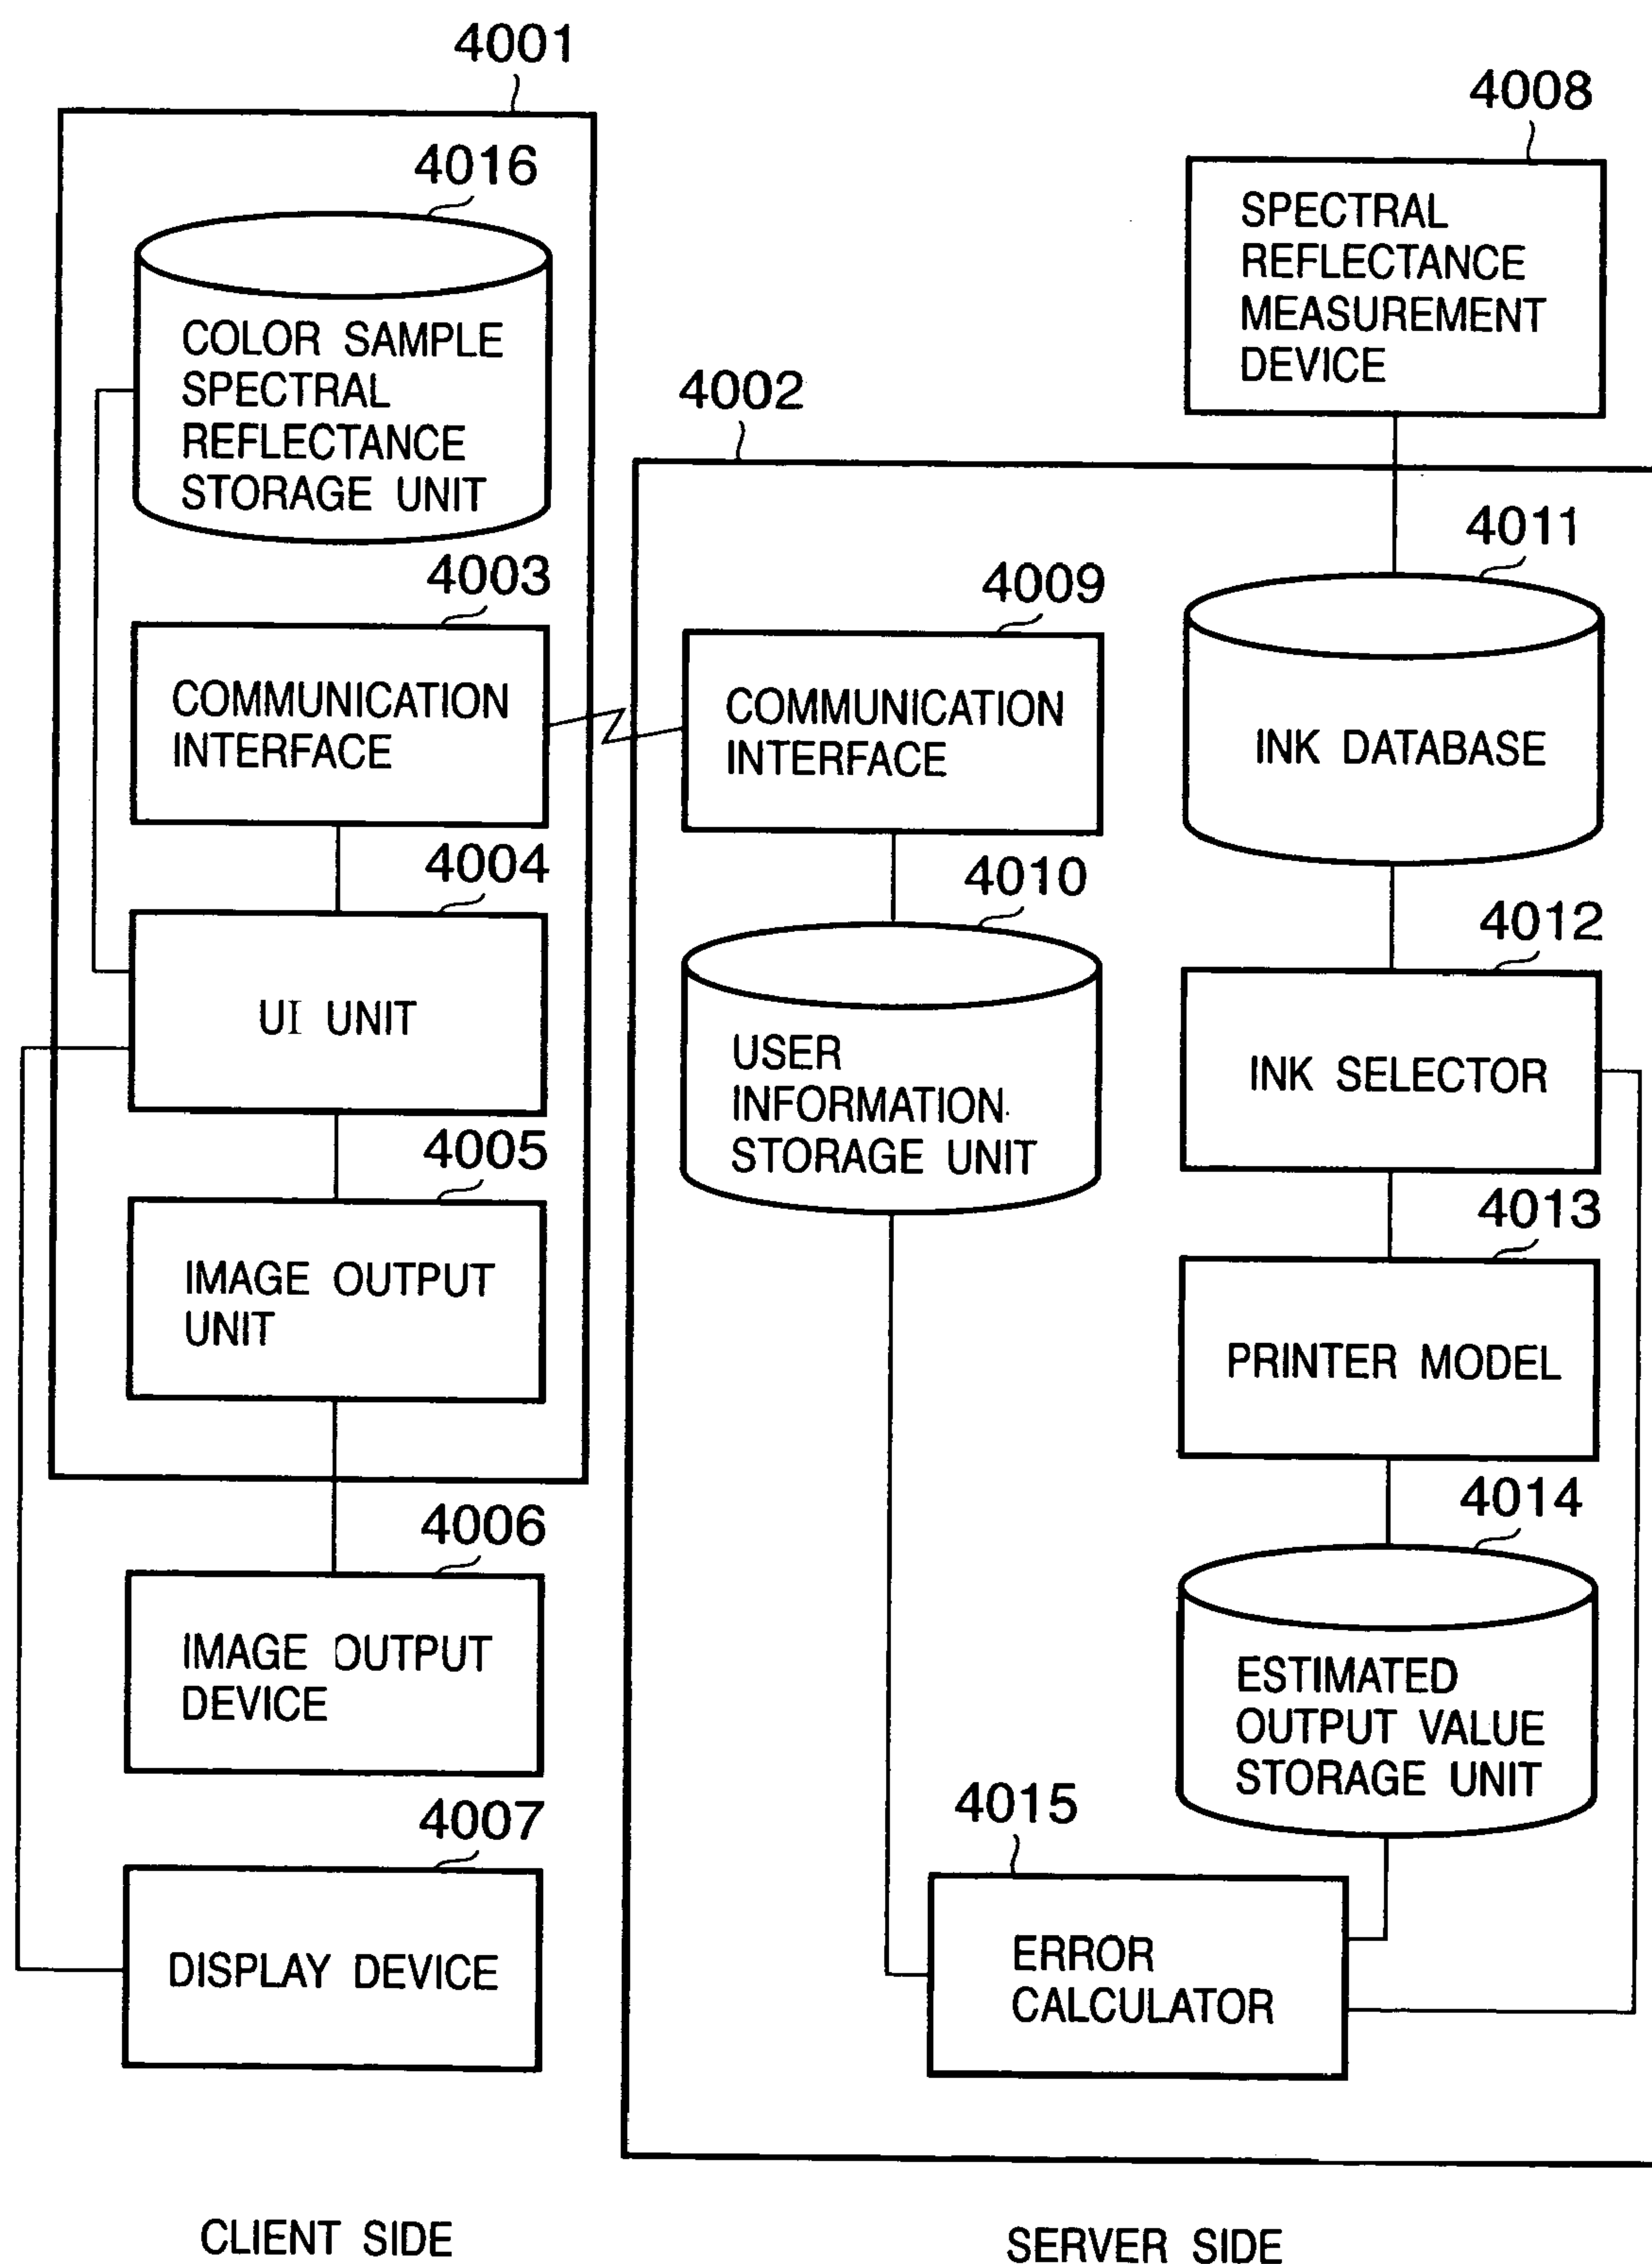 4001
4016
COLOR SAMPLE
SPECTRAL
REFLECTANCE
STORAGE UNIT
4003
COMMUNICATION
INTERFACE
4004
UI UNIT
4005
IMAGE OUTPUT
UNIT
4006
IMAGE OUTPUT
DEVICE
4007
DISPLAY DEVICE
CLIENT SIDE
4008
SPECTRAL
REFLECTANCE
MEASUREMENT
DEVICE
4002
4009
COMMUNICATION
INTERFACE
4010
USER
INFORMATION
STORAGE UNIT
4011
INK DATABASE
4012
INK SELECTOR
4013
PRINTER MODEL
4014
ESTIMATED
OUTPUT VALUE
STORAGE UNIT
4015
ERROR
CALCULATOR
SERVER SIDE